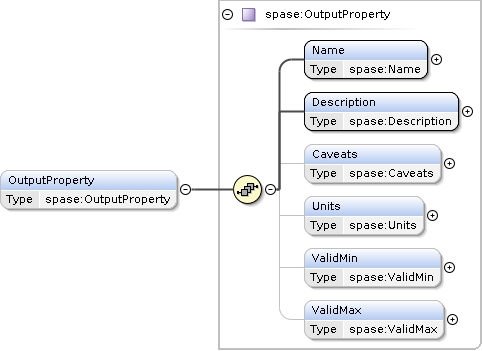 spase:OutputProperty
Name
Type spase:Name
Description
Type spase:Description
Caveats
Type spase:Caveats
OutputProperty
Type spase:OutputProperty
Units
Type spase:Units
ValidMin
Type spase:ValidMin
ValidMax
Type spase:ValidMax